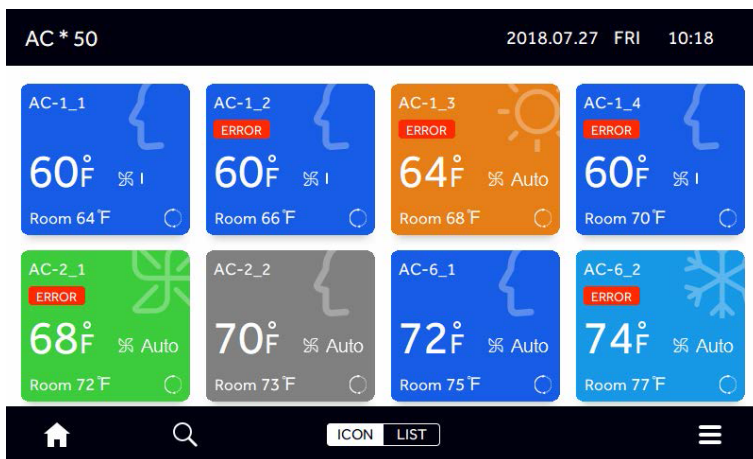 AC * 50 2018.07.27 FRI 10:18
AC-1_1
60°F I
Room 64°F
AC-1_2
ERROR
60°F I
Room 66°F
AC-1_3
ERROR
64°F Auto
Room 68°F
AC-1_4
ERROR
60°F I
Room 70°F
AC-2_1
ERROR
68°F Auto
Room 72°F
AC-2_2
70°F Auto
Room 73°F
AC-6_1
72°F Auto
Room 75°F
AC-6_2
ERROR
74°F Auto
Room 77°F
ICON LIST